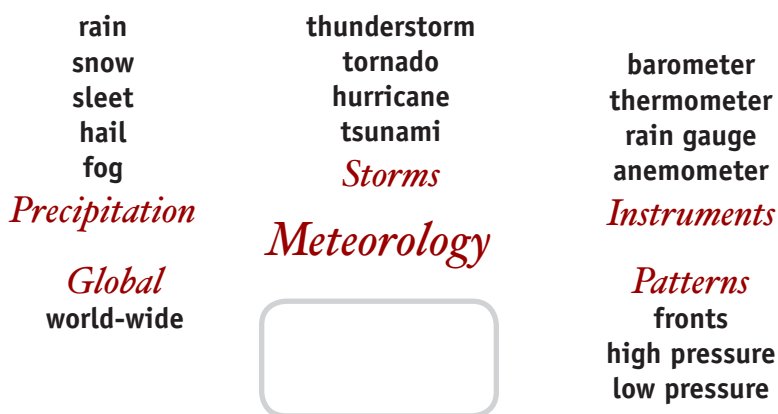 rain
snow
sleet
hail
fog
Precipitation
thunderstorm
tornado
hurricane
tsunami
Storms
barometer
thermometer
rain gauge
anemometer
Instruments
Meteorology
Global
world-wide
Patterns
fronts
high pressure
low pressure